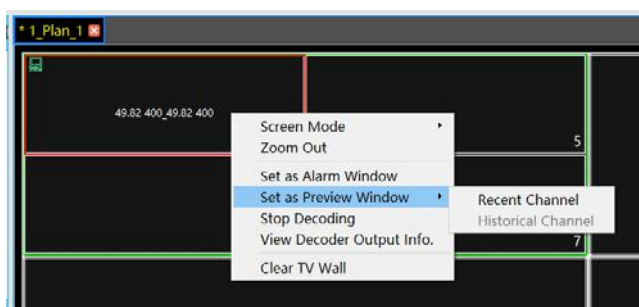 * 1_Plan_1
49.82 400_49.82 400
5
7
Screen Mode
Zoom Out
Set as Alarm Window
Set as Preview Window
Stop Decoding
View Decoder Output Info.
Clear TV Wall
Recent Channel
Historical Channel